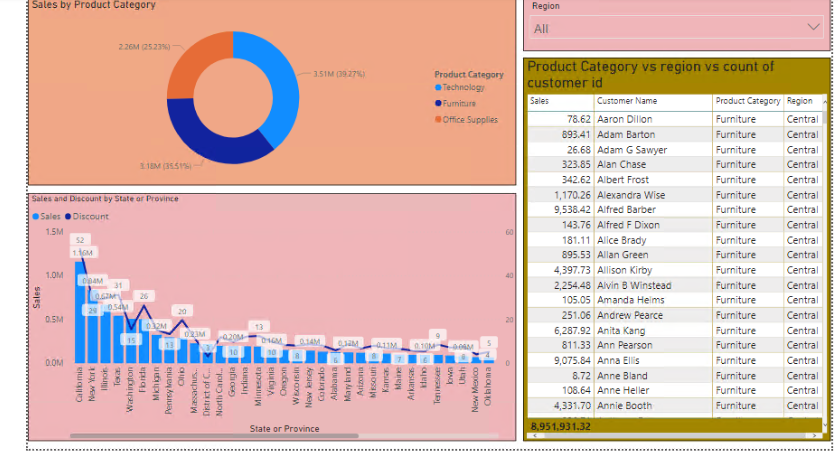 Sales by Product Category
2.26M (25.23%)
3.51M (39.27%)
3.18M (35.51%)
Product Category
Technology
Furniture
Office Supplies
Region
All
Product Category vs region vs count of
customer id
Sales Customer Name Product Category Region
78.62 Aaron Dillon Furniture Central
893.41 Adam Barton Furniture Central
26.68 Adam G Sawyer Furniture Central
323.85 Alan Chase Furniture Central
342.62 Albert Frost Furniture Central
1,170.26 Alexandra Wise Furniture Central
9,538.42 Alfred Barber Furniture Central
143.76 Alfred F Dixon Furniture Central
181.11 Alice Brady Furniture Central
895.53 Allan Green Furniture Central
4,397.73 Allison Kirby Furniture Central
2,254.48 Alvin B Winstead Furniture Central
105.05 Amanda Helms Furniture Central
251.06 Andrew Pearce Furniture Central
6,287.92 Anita Kang Furniture Central
811.33 Ann Pearson Furniture Central
9,075.84 Anna Ellis Furniture Central
8.72 Anne Bland Furniture Central
108.64 Anne Heller Furniture Central
4,331.70 Annie Booth Furniture Central
8,951,931.32
Sales and Discount by State or Province
Sales Discount
1.5M
1.0M
0.5M
0.0M
Sales
60
40
20
0
52
1.16M
0.84M
29
0.67M
31
0.54M
15
26
0.32M
13
20
0.23M
3
0.20M
10
13
0.16M
10
8
0.14M
6
0.12M
8
0.11M
7
6
0.10M
9
0.09M
6
5
4
California
New York
Illinois
Texas
Washington
Florida
Michigan
Pennsylvania
Ohio
Massachus...
District of C...
North Carol...
Georgia
Indiana
Minnesota
Virginia
Oregon
Wisconsin
New Jersey
Colorado
Alabama
Maryland
Arizona
Missouri
Kansas
Maine
Arkansas
Idaho
Tennessee
Iowa
Utah
New Mexico
Oklahoma
State or Province